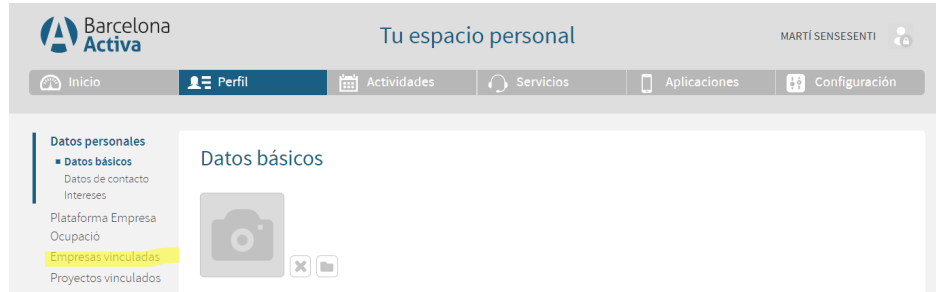 Barcelona
Activa
Tu espacio personal
MARTÍ SENSESENTI
Inicio
Perfil
Actividades
Servicios
Aplicaciones
Configuración
Datos personales
Datos básicos
Datos de contacto
Intereses
Plataforma Empresa
Ocupació
Empresas vinculadas
Proyectos vinculados
Datos básicos